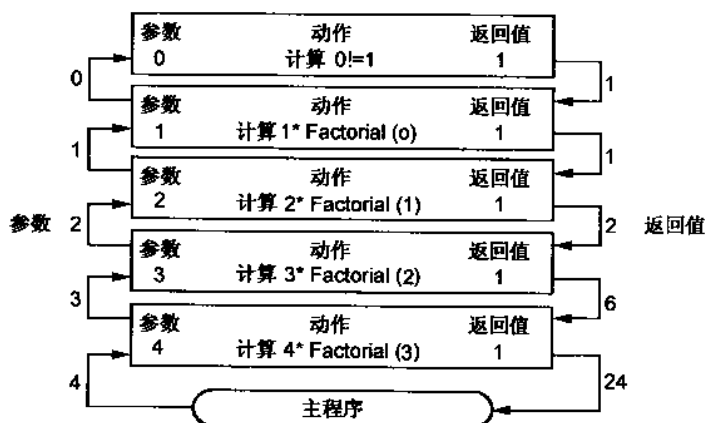 参数 动作 返回值
0 计算 0!=1 1
0 1
参数 动作 返回值
1 计算 1* Factorial (o) 1
1 1
参数 动作 返回值
2 计算 2* Factorial (1) 1
参数 2 2 返回值
参数 动作 返回值
3 计算 3* Factorial (2) 1
3 6
参数 动作 返回值
4 计算 4* Factorial (3) 1
4 24
主程序